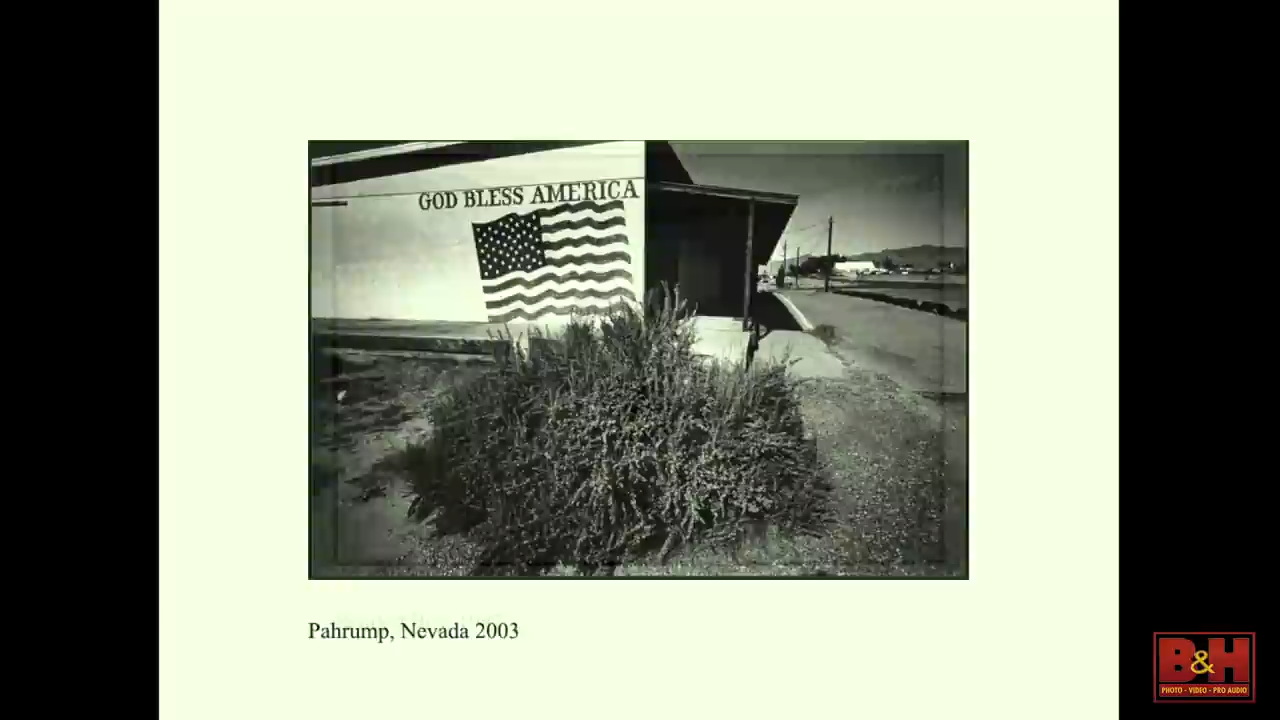 GOD BLESS AMERICA
Pahrump, Nevada 2003
B&H
PHOTO - VIDEO - PRO AUDIO